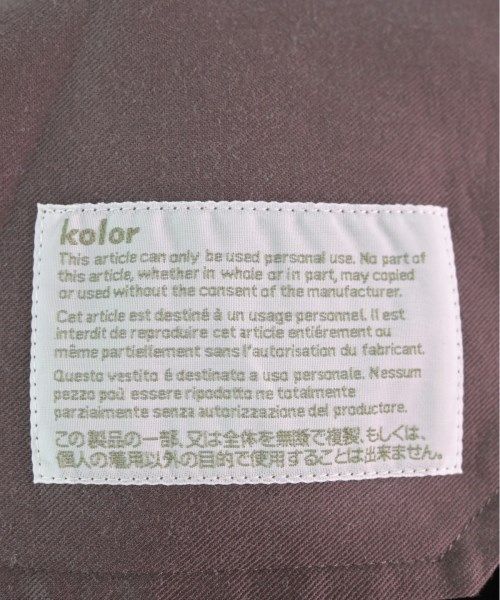 kolor
This article can only be used personal use. No part of
this article, whether in whole or in part, may copied
or used without the consent of the manufacturer.
Cet article est destiné à un usage personnel. Il est
interdit de reproduire cet article entiérement ou
même partiellement sans l'autorisation du fabricant.
Questo vestito é destinato a uso personale. Nessun
pezzo paù essere ripodotto ne totalmente
parzialmente senza autorizzazione del productore.
この製品の一部、又は全体を無断で複製、もしくは、
個人の着用以外の目的で使用することは出来ません。